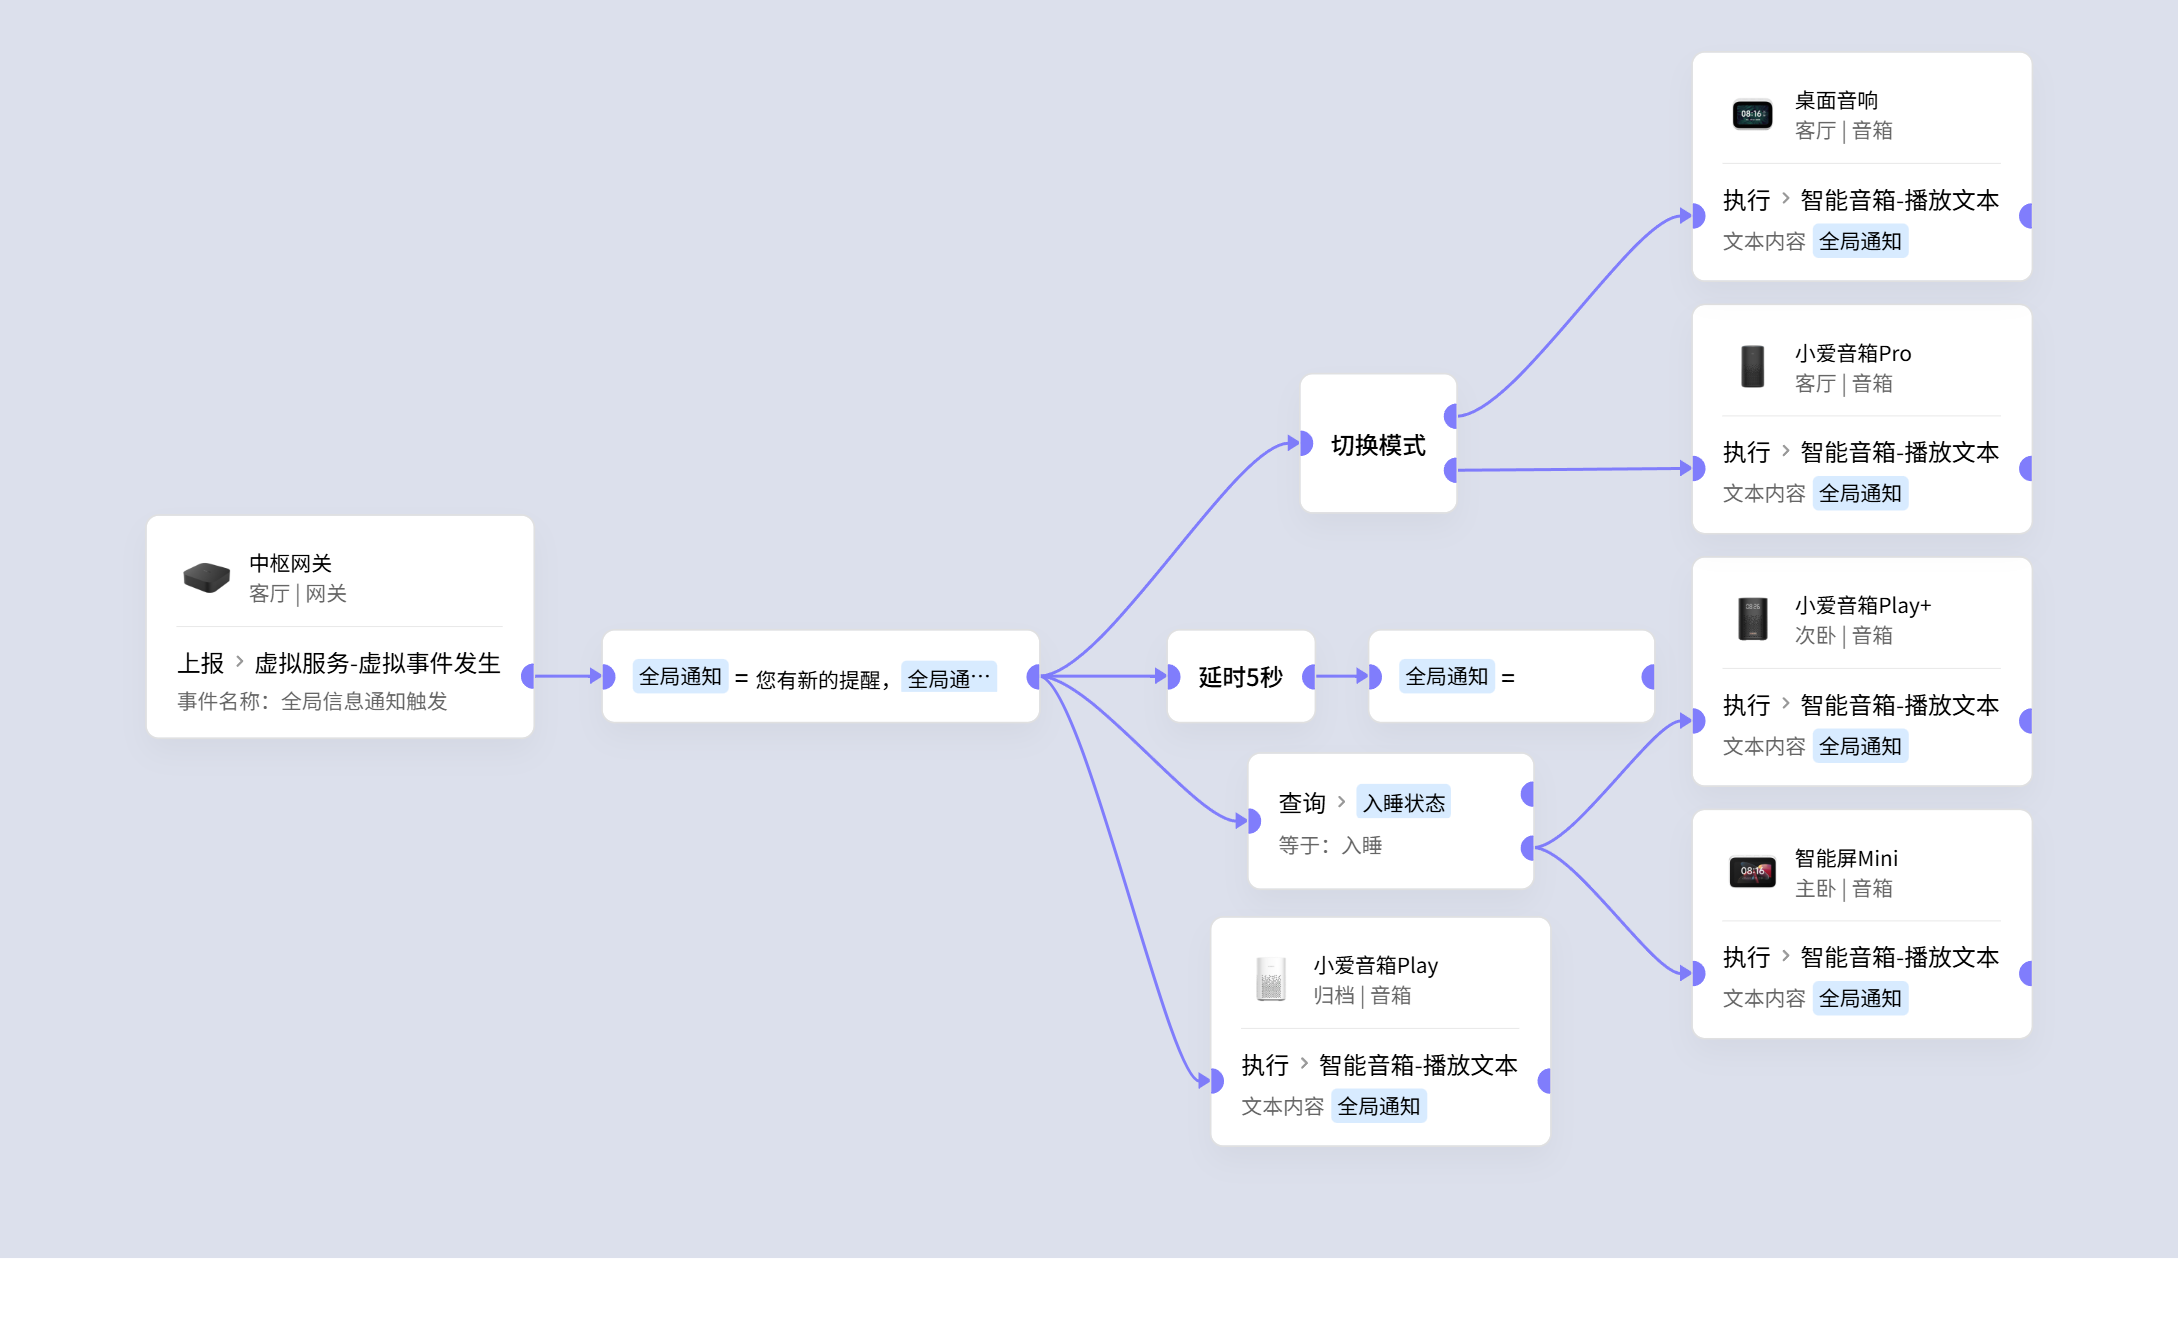 中枢网关
客厅 | 网关
上报 > 虚拟服务-虚拟事件发生
事件名称：全局信息通知触发
全局通知 = 您有新的提醒，全局通…
切换模式
延时5秒
全局通知 =
查询 > 入睡状态
等于：入睡
小爱音箱Play
归档 | 音箱
执行 > 智能音箱-播放文本
文本内容 全局通知
08:16
桌面音响
客厅 | 音箱
执行 > 智能音箱-播放文本
文本内容 全局通知
小爱音箱Pro
客厅 | 音箱
执行 > 智能音箱-播放文本
文本内容 全局通知
小爱音箱Play+
次卧 | 音箱
执行 > 智能音箱-播放文本
文本内容 全局通知
08:16
智能屏Mini
主卧 | 音箱
执行 > 智能音箱-播放文本
文本内容 全局通知